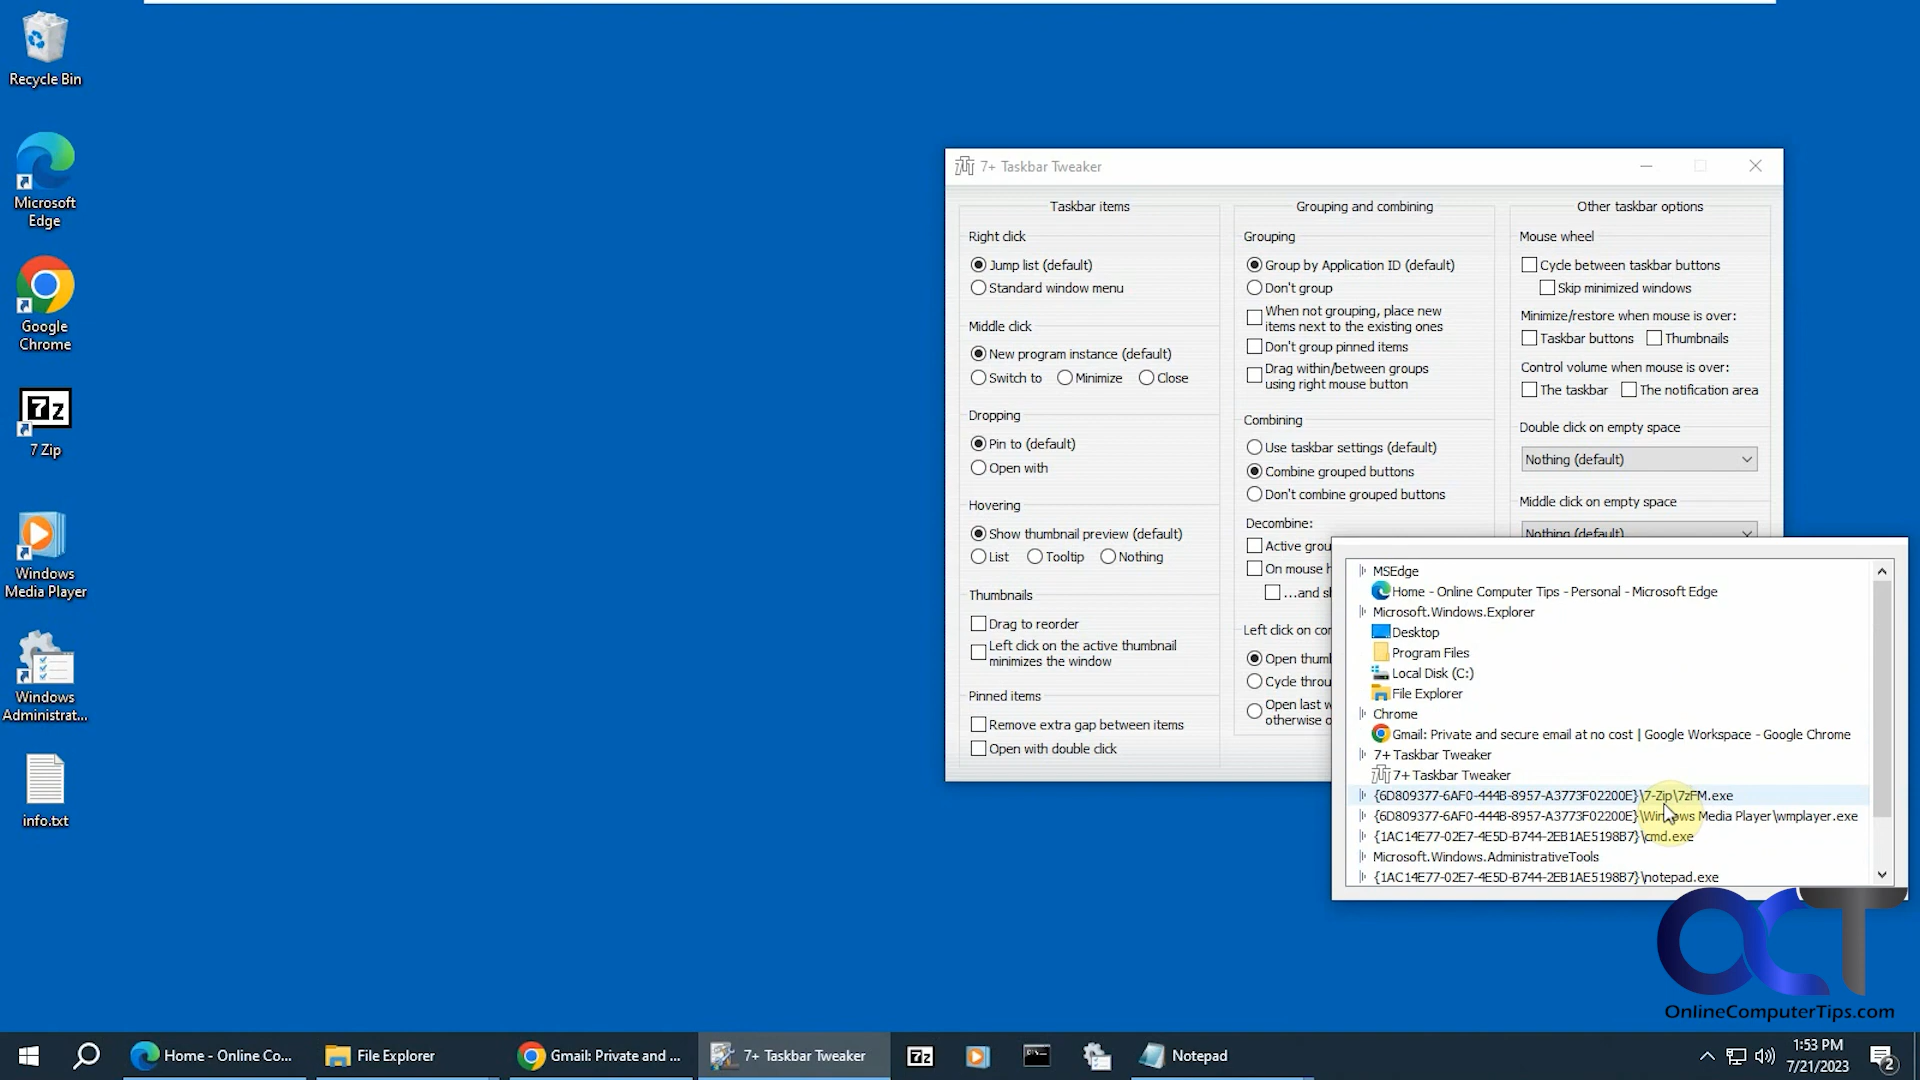 Recycle Bin
Microsoft
Edge
Google
Chrome
7 Zip
Windows
Media Player
Windows
Administrat...
info.txt
7+ Taskbar Tweaker
Taskbar items
Right click
Jump list (default)
Standard window menu
Middle click
New program instance (default)
Switch to Minimize Close
Dropping
Pin to (default)
Open with
Hovering
Show thumbnail preview (default)
List Tooltip Nothing
Thumbnails
Drag to reorder
Left click on the active thumbnail
minimizes the window
Pinned items
Remove extra gap between items
Open with double click
Grouping and combining
Grouping
Group by Application ID (default)
Don't group
When not grouping, place new
items next to the existing ones
Don't group pinned items
Drag within/between groups
using right mouse button
Combining
Use taskbar settings (default)
Combine grouped buttons
Don't combine grouped buttons
Decombine:
Active grou
On mouse h
...and s
Left click on co
Open thum
Cycle throu
Open last w
otherwise o
Other taskbar options
Mouse wheel
Cycle between taskbar buttons
Skip minimized windows
Minimize/restore when mouse is over:
Taskbar buttons Thumbnails
Control volume when mouse is over:
The taskbar The notification area
Double click on empty space
Nothing (default)
Middle click on empty space
Nothing (default)
MSEdge
Home - Online Computer Tips - Personal - Microsoft Edge
Microsoft.Windows.Explorer
Desktop
Program Files
Local Disk (C:)
File Explorer
Chrome
Gmail: Private and secure email at no cost | Google Workspace - Google Chrome
7+ Taskbar Tweaker
7+ Taskbar Tweaker
{6D809377-6AF0-444B-8957-A3773F02200E}\7-Zip\7zFM.exe
{6D809377-6AF0-444B-8957-A3773F02200E}\Windows Media Player\wmplayer.exe
{1AC14E77-02E7-4E5D-B744-2EB1AE5198B7}\cmd.exe
Microsoft.Windows.AdministrativeTools
{1AC14E77-02E7-4E5D-B744-2EB1AE5198B7}\notepad.exe
OCT
OnlineComputerTips.com
Home - Online Co...
File Explorer
Gmail: Private and ...
7+ Taskbar Tweaker
7z
Notepad
1:53 PM
7/21/2023
2